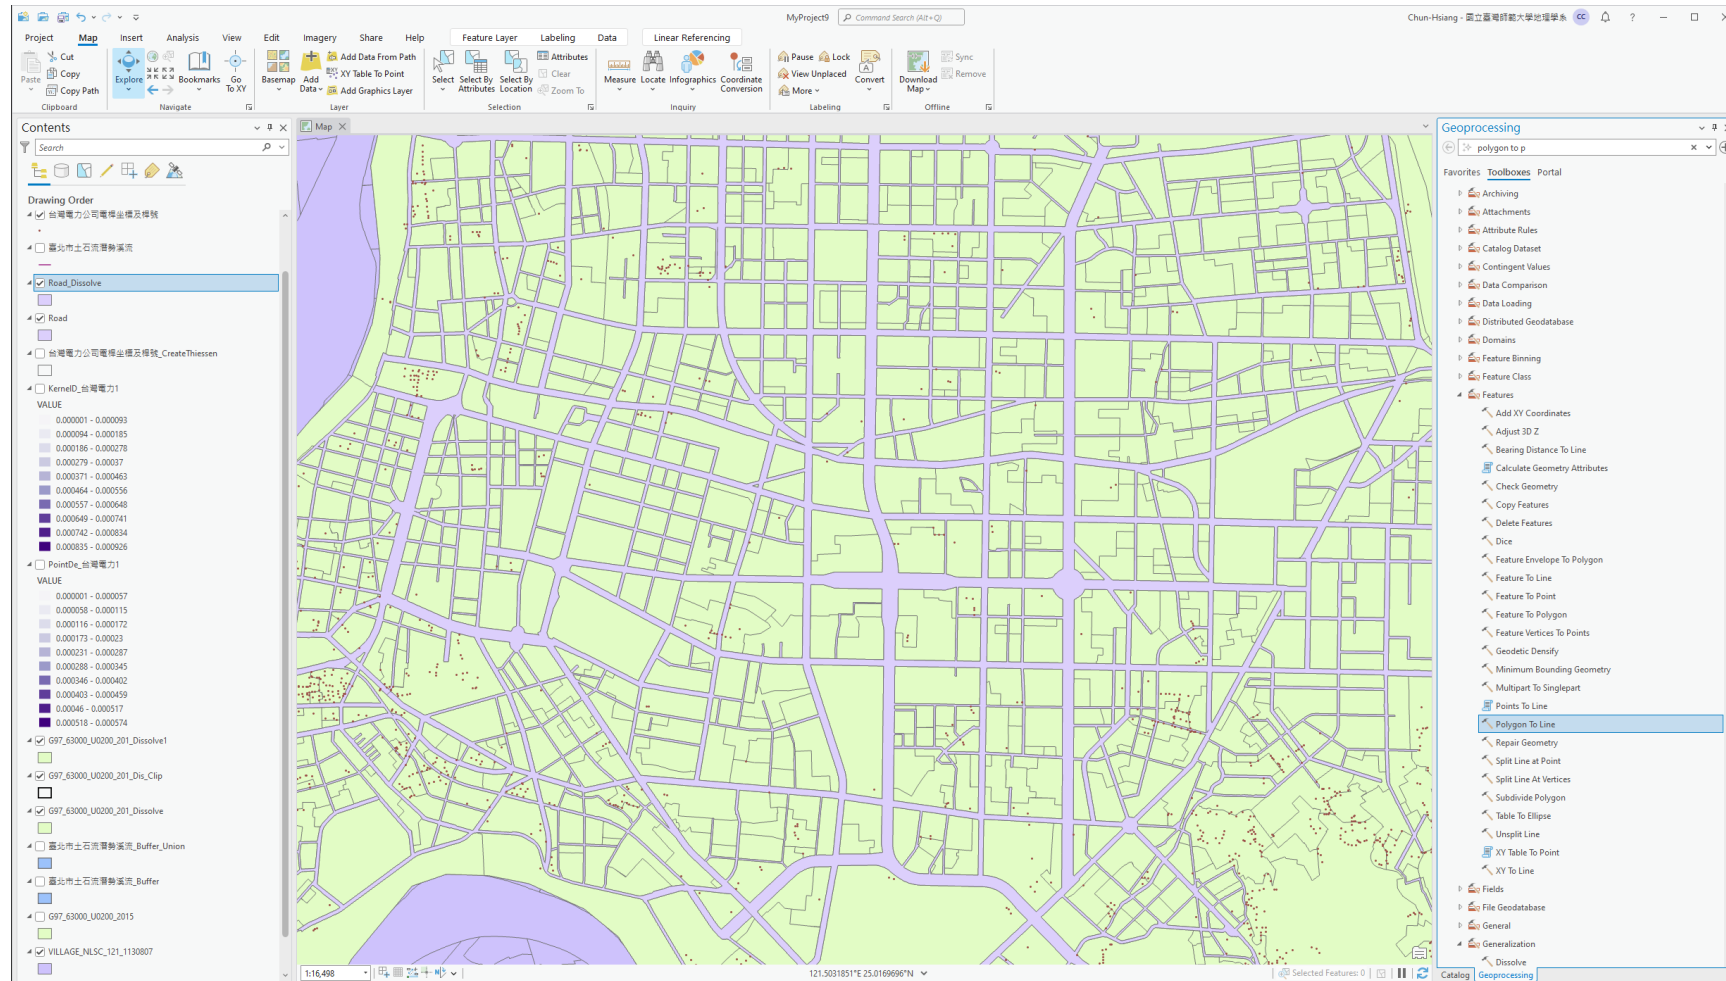 MyProject9
Command Search (Alt+Q)
Chun-Hsiang - 國立臺灣師範大學地理學系
CC
?
Project Map Insert Analysis View Edit Imagery Share Help Feature Layer Labeling Data Linear Referencing
Paste
Cut
Copy
Copy Path
Clipboard
Explore
Bookmarks
Go To XY
Navigate
Basemap
Add Data
Add Data From Path
XY Table To Point
Add Graphics Layer
Layer
Select
Select By Attributes
Select By Location
Attributes
Clear
Zoom To
Selection
Measure
Locate
Infographics
Coordinate Conversion
Inquiry
Pause
Lock
View Unplaced
More
Convert
Labeling
Download Map
Sync
Remove
Offline
Contents
Search
Drawing Order
台灣電力公司電桿坐標及桿號
臺北市土石流潛勢溪流
Road_Dissolve
Road
台灣電力公司電桿坐標及桿號_CreateThiessen
KernelD_台灣電力1
VALUE
0.000001 - 0.000093
0.000094 - 0.000185
0.000186 - 0.000278
0.000279 - 0.00037
0.000371 - 0.000463
0.000464 - 0.000556
0.000557 - 0.000648
0.000649 - 0.000741
0.000742 - 0.000834
0.000835 - 0.000926
PointDe_台灣電力1
VALUE
0.000001 - 0.000057
0.000058 - 0.000115
0.000116 - 0.000172
0.000173 - 0.00023
0.000231 - 0.000287
0.000288 - 0.000345
0.000346 - 0.000402
0.000403 - 0.000459
0.00046 - 0.000517
0.000518 - 0.000574
G97_63000_U0200_201_Dissolve1
G97_63000_U0200_201_Dis_Clip
G97_63000_U0200_201_Dissolve
臺北市土石流潛勢溪流_Buffer_Union
臺北市土石流潛勢溪流_Buffer
G97_63000_U0200_2015
VILLAGE_NLSC_121_1130807
Map
1:16,498
121.5031851°E 25.0169696°N
Selected Features: 0
Geoprocessing
polygon to p
Favorites Toolboxes Portal
Archiving
Attachments
Attribute Rules
Catalog Dataset
Contingent Values
Data Comparison
Data Loading
Distributed Geodatabase
Domains
Feature Binning
Feature Class
Features
Add XY Coordinates
Adjust 3D Z
Bearing Distance To Line
Calculate Geometry Attributes
Check Geometry
Copy Features
Delete Features
Dice
Feature Envelope To Polygon
Feature To Line
Feature To Point
Feature To Polygon
Feature Vertices To Points
Geodetic Densify
Minimum Bounding Geometry
Multipart To Singlepart
Points To Line
Polygon To Line
Repair Geometry
Split Line at Point
Split Line At Vertices
Subdivide Polygon
Table To Ellipse
Unsplit Line
XY Table To Point
XY To Line
Fields
File Geodatabase
General
Generalization
Dissolve
Catalog Geoprocessing